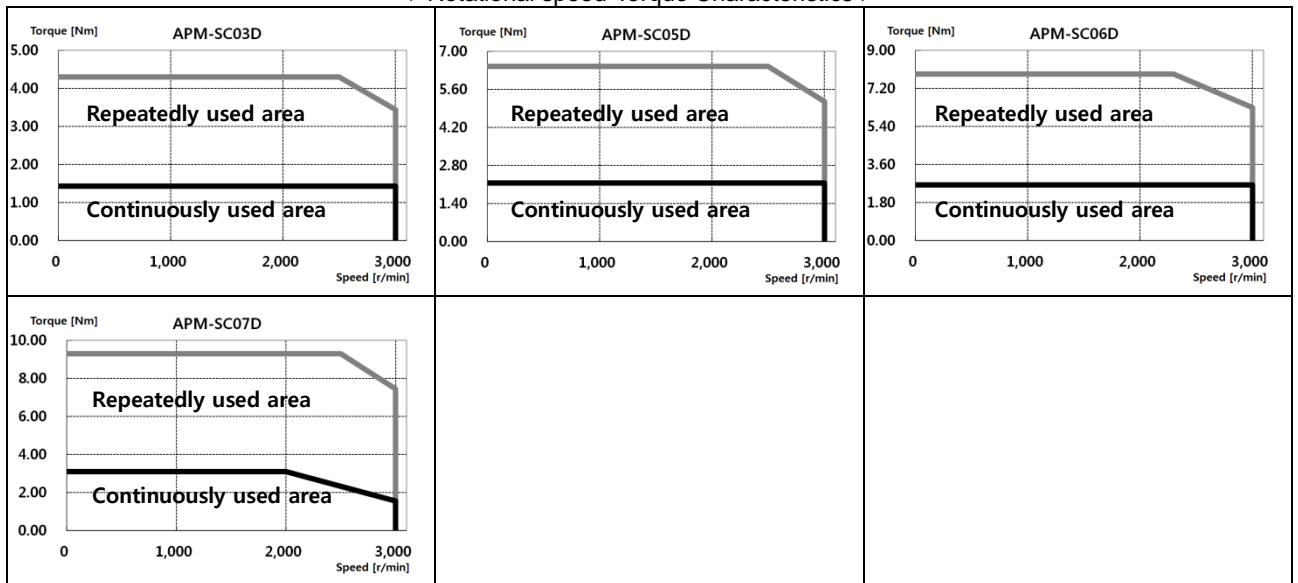 < Rotational speed-Torque Characteristics >
Torque [Nm]
APM-SC03D
5.00
4.00
3.00
2.00
1.00
0.00
Repeatedly used area
Continuously used area
0 1,000 2,000 3,000
Speed [r/min]
Torque [Nm]
APM-SC05D
7.00
5.60
4.20
2.80
1.40
0.00
Repeatedly used area
Continuously used area
0 1,000 2,000 3,000
Speed [r/min]
Torque [Nm]
APM-SC06D
9.00
7.20
5.40
3.60
1.80
0.00
Repeatedly used area
Continuously used area
0 1,000 2,000 3,000
Speed [r/min]
Torque [Nm]
APM-SC07D
10.00
8.00
6.00
4.00
2.00
0.00
Repeatedly used area
Continuously used area
0 1,000 2,000 3,000
Speed [r/min]